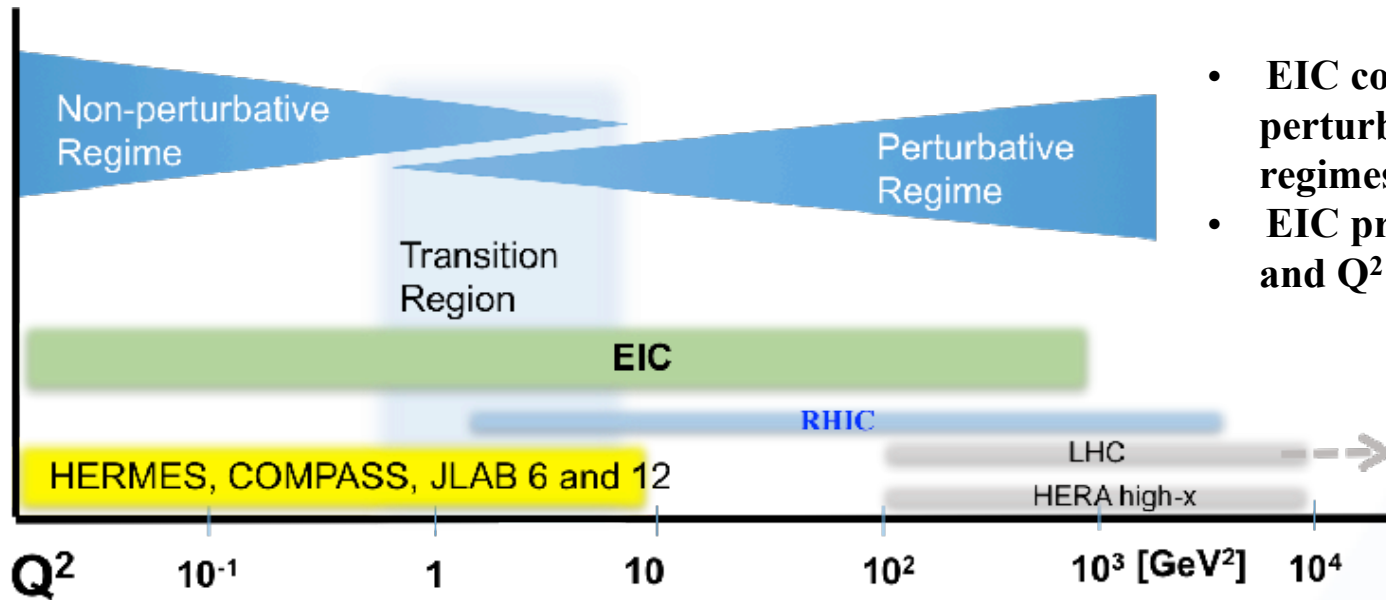 Non-perturbative
Regime
Perturbative
Regime
Transition
Region
• EIC co
perturb
regimes
• EIC pr
and Q²
EIC
RHIC
LHC
HERMES, COMPASS, JLAB 6 and 12
HERA high-x
Q² 10⁻¹ 1 10 10² 10³ [GeV²] 10⁴